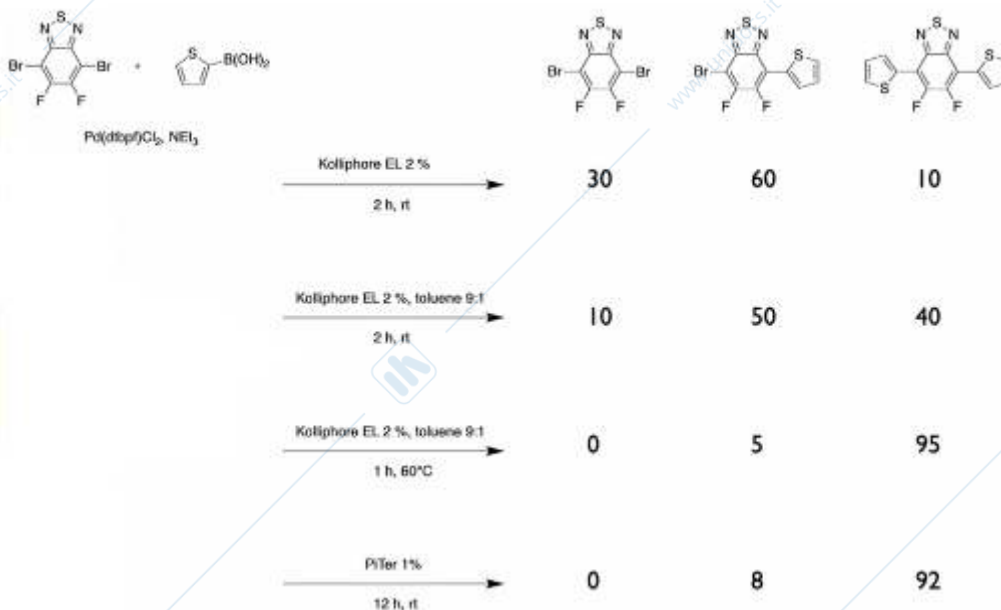 N S N
N S N
N S N
N S N
Br Br + S B(OH)₂
Br Br
Br S
S S
F F
F F
F F
F F
Pd(dtbpf)Cl₂, NEt₃
Kolliphore EL 2 %
30 60 10
2 h, rt
Kolliphore EL 2 %, toluene 9:1
10 50 40
2 h, rt
Kolliphore EL 2 %, toluene 9:1
0 5 95
1 h, 60°C
PiTer 1%
0 8 92
12 h, rt